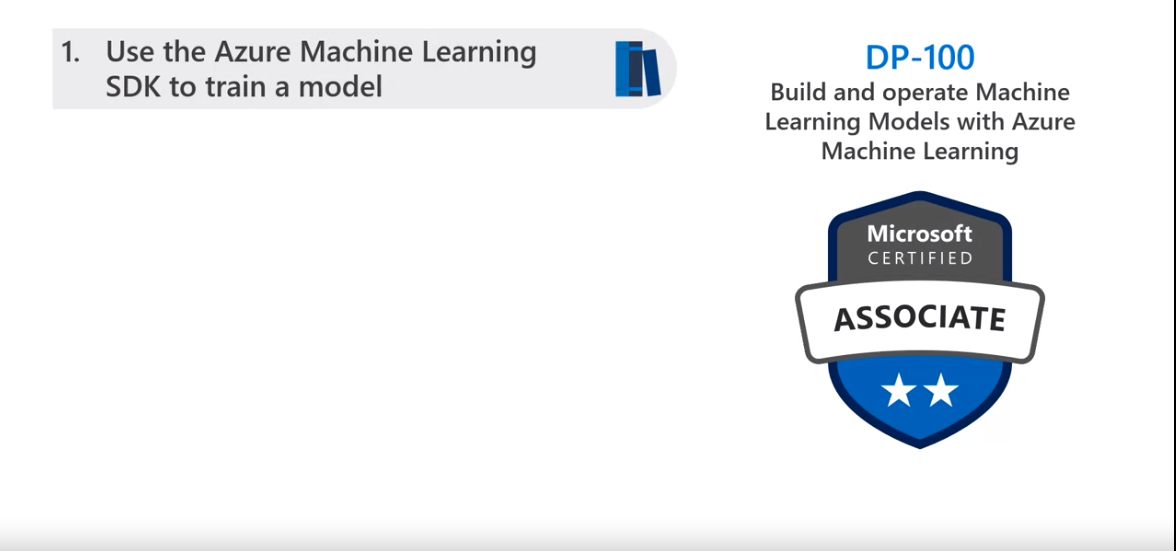 1. Use the Azure Machine Learning
SDK to train a model
DP-100
Build and operate Machine
Learning Models with Azure
Machine Learning
Microsoft
CERTIFIED
ASSOCIATE